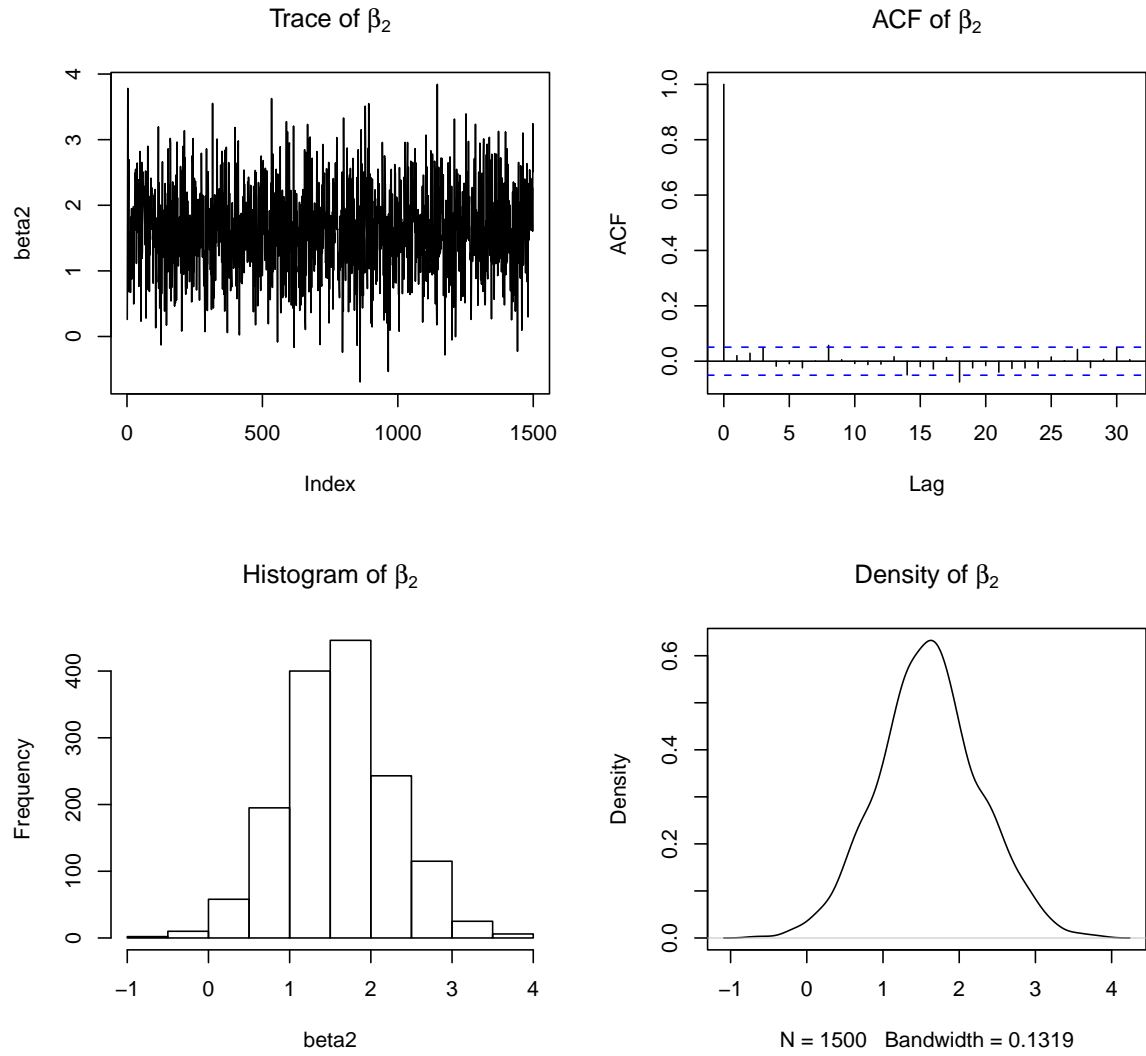 Trace of β₂
4
3
2
1
0
beta2
0 500 1000 1500
Index
ACF of β₂
1.0
0.8
0.6
0.4
0.2
0.0
ACF
0 5 10 15 20 25 30
Lag
Histogram of β₂
400
300
200
100
0
Frequency
−1 0 1 2 3 4
beta2
Density of β₂
0.6
0.4
0.2
0.0
Density
−1 0 1 2 3 4
N = 1500 Bandwidth = 0.1319